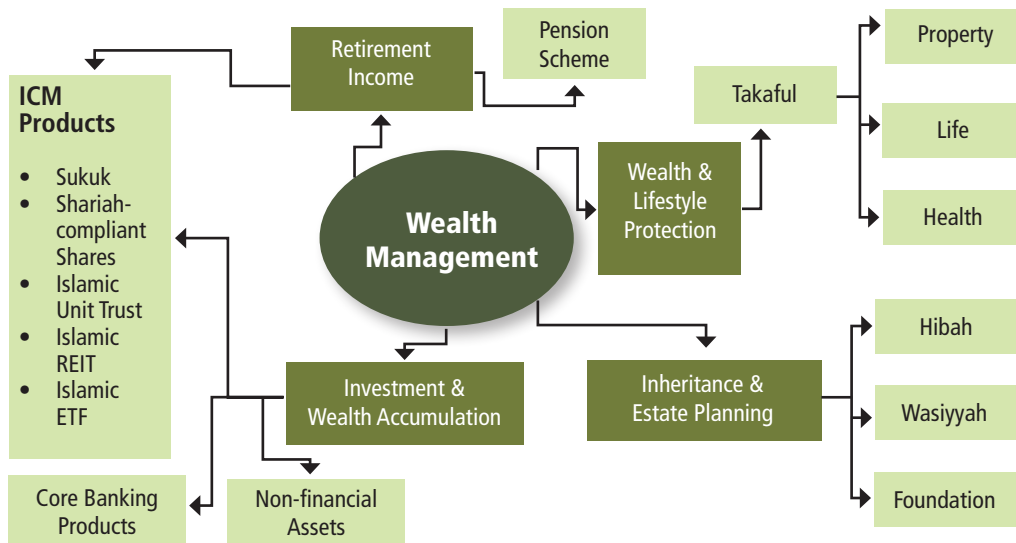 Retirement
Income
Pension
Scheme
Property
Takaful
Life
Health
ICM
Products
• Sukuk
• Shariah-
compliant
Shares
• Islamic
Unit Trust
• Islamic
REIT
• Islamic
ETF
Wealth
Management
Wealth &
Lifestyle
Protection
Investment &
Wealth Accumulation
Inheritance &
Estate Planning
Hibah
Wasiyyah
Foundation
Core Banking
Products
Non-financial
Assets